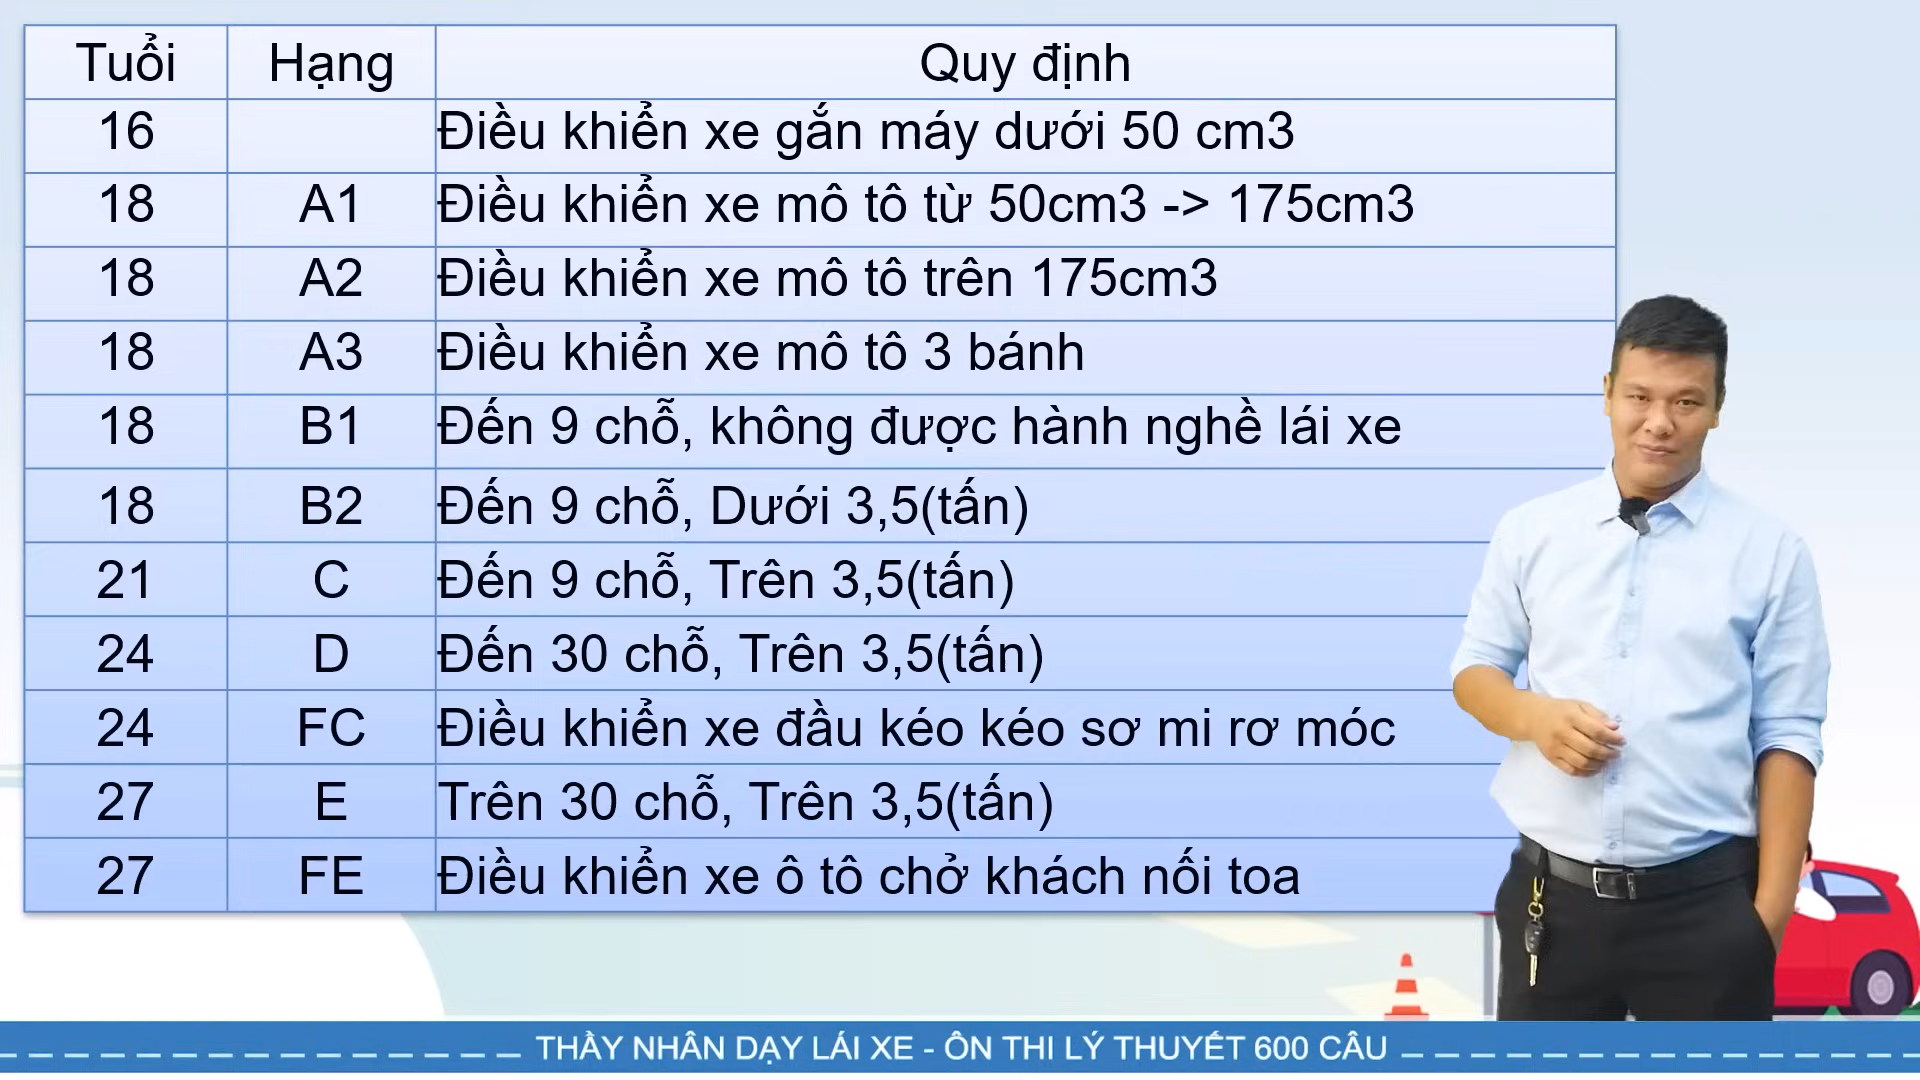 Tuổi Hạng Quy định
16 Điều khiển xe gắn máy dưới 50 cm3
18 A1 Điều khiển xe mô tô từ 50cm3 -> 175cm3
18 A2 Điều khiển xe mô tô trên 175cm3
18 A3 Điều khiển xe mô tô 3 bánh
18 B1 Đến 9 chỗ, không được hành nghề lái xe
18 B2 Đến 9 chỗ, Dưới 3,5(tấn)
21 C Đến 9 chỗ, Trên 3,5(tấn)
24 D Đến 30 chỗ, Trên 3,5(tấn)
24 FC Điều khiển xe đầu kéo kéo sơ mi rơ móc
27 E Trên 30 chỗ, Trên 3,5(tấn)
27 FE Điều khiển xe ô tô chở khách nối toa
THẦY NHÂN DẠY LÁI XE - ÔN THI LÝ THUYẾT 600 CÂU